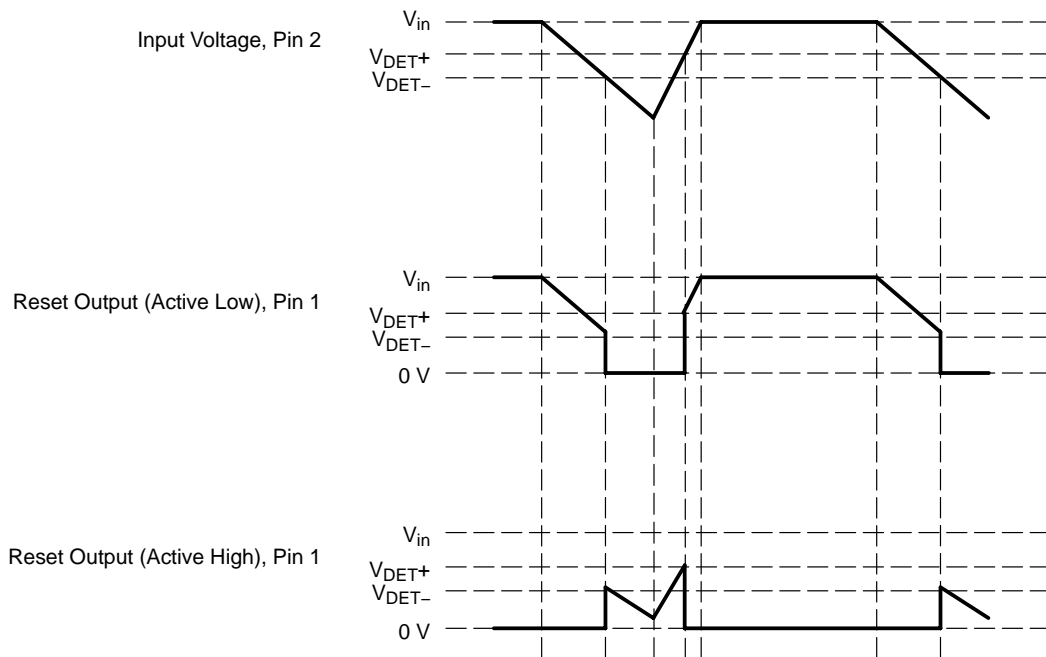 Input Voltage, Pin 2
Vin
VDET+
VDET−
Reset Output (Active Low), Pin 1
Vin
VDET+
VDET−
0 V
Reset Output (Active High), Pin 1
Vin
VDET+
VDET−
0 V